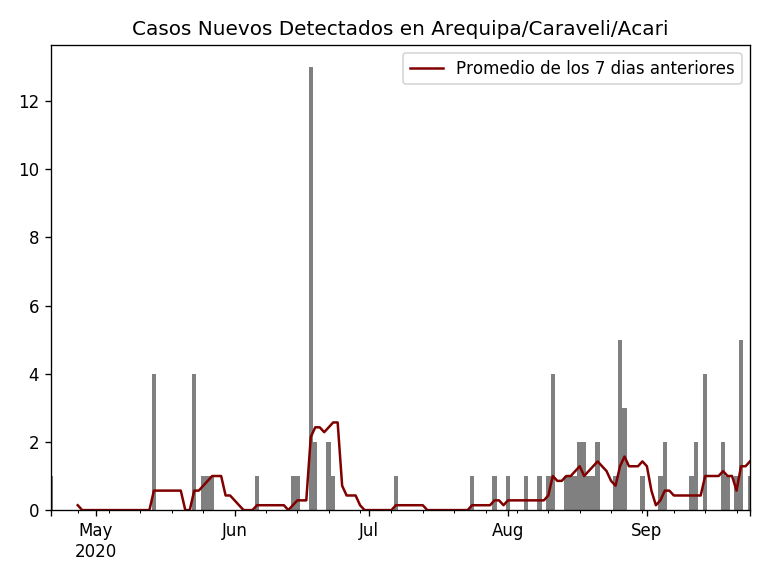 Casos Nuevos Detectados en Arequipa/Caraveli/Acari
Promedio de los 7 dias anteriores
12
10
8
6
4
2
0
May Jun Jul Aug Sep
2020